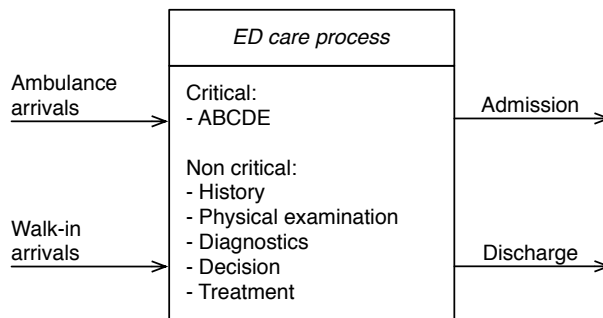 ED care process
Ambulance
arrivals
Critical:
- ABCDE
Admission
Non critical:
- History
- Physical examination
- Diagnostics
- Decision
- Treatment
Walk-in
arrivals
Discharge